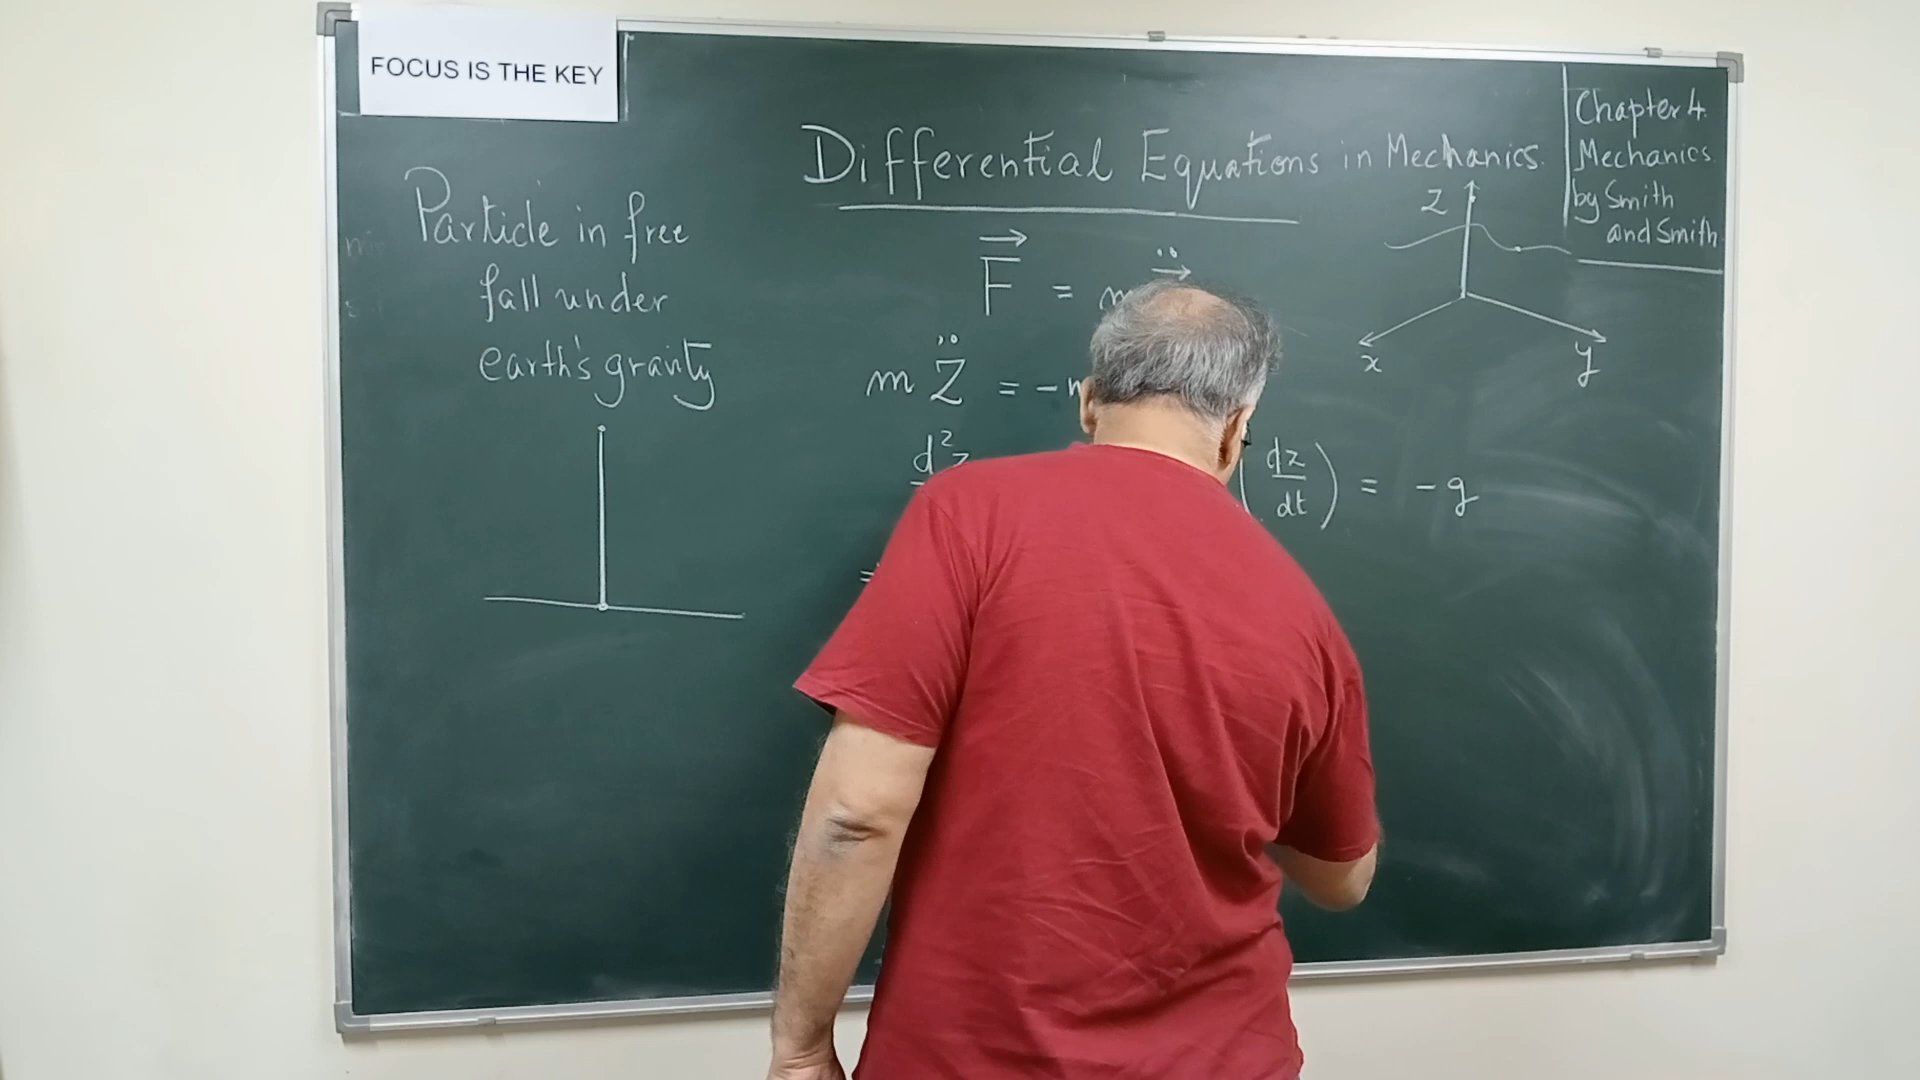 FOCUS IS THE KEY
Differential Equations in Mechanics.
Chapter 4.
Mechanics
by Smith
and Smith
Particle in free
fall under
earth's gravity
F⃗ = m
m z̈ = -m
d²z
(dz/dt) = -g
=
z
x
y